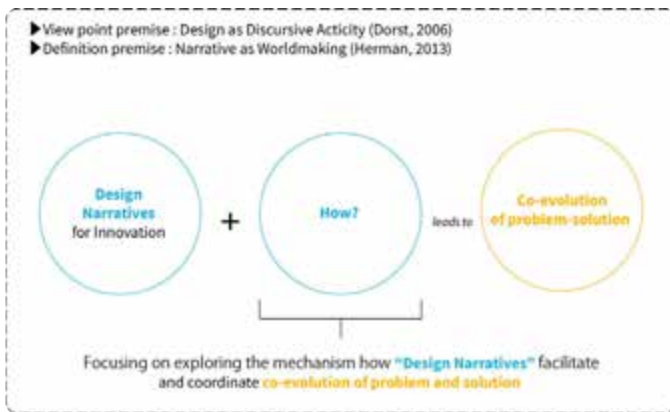 ▶View point premise : Design as Discursive Acticity (Dorst, 2006)
▶Definition premise : Narrative as Worldmaking (Herman, 2013)
Design
Narratives
for Innovation
+
How?
leads to
Co-evolution
of problem-solution
Focusing on exploring the mechanism how “Design Narratives” facilitate
and coordinate co-evolution of problem and solution